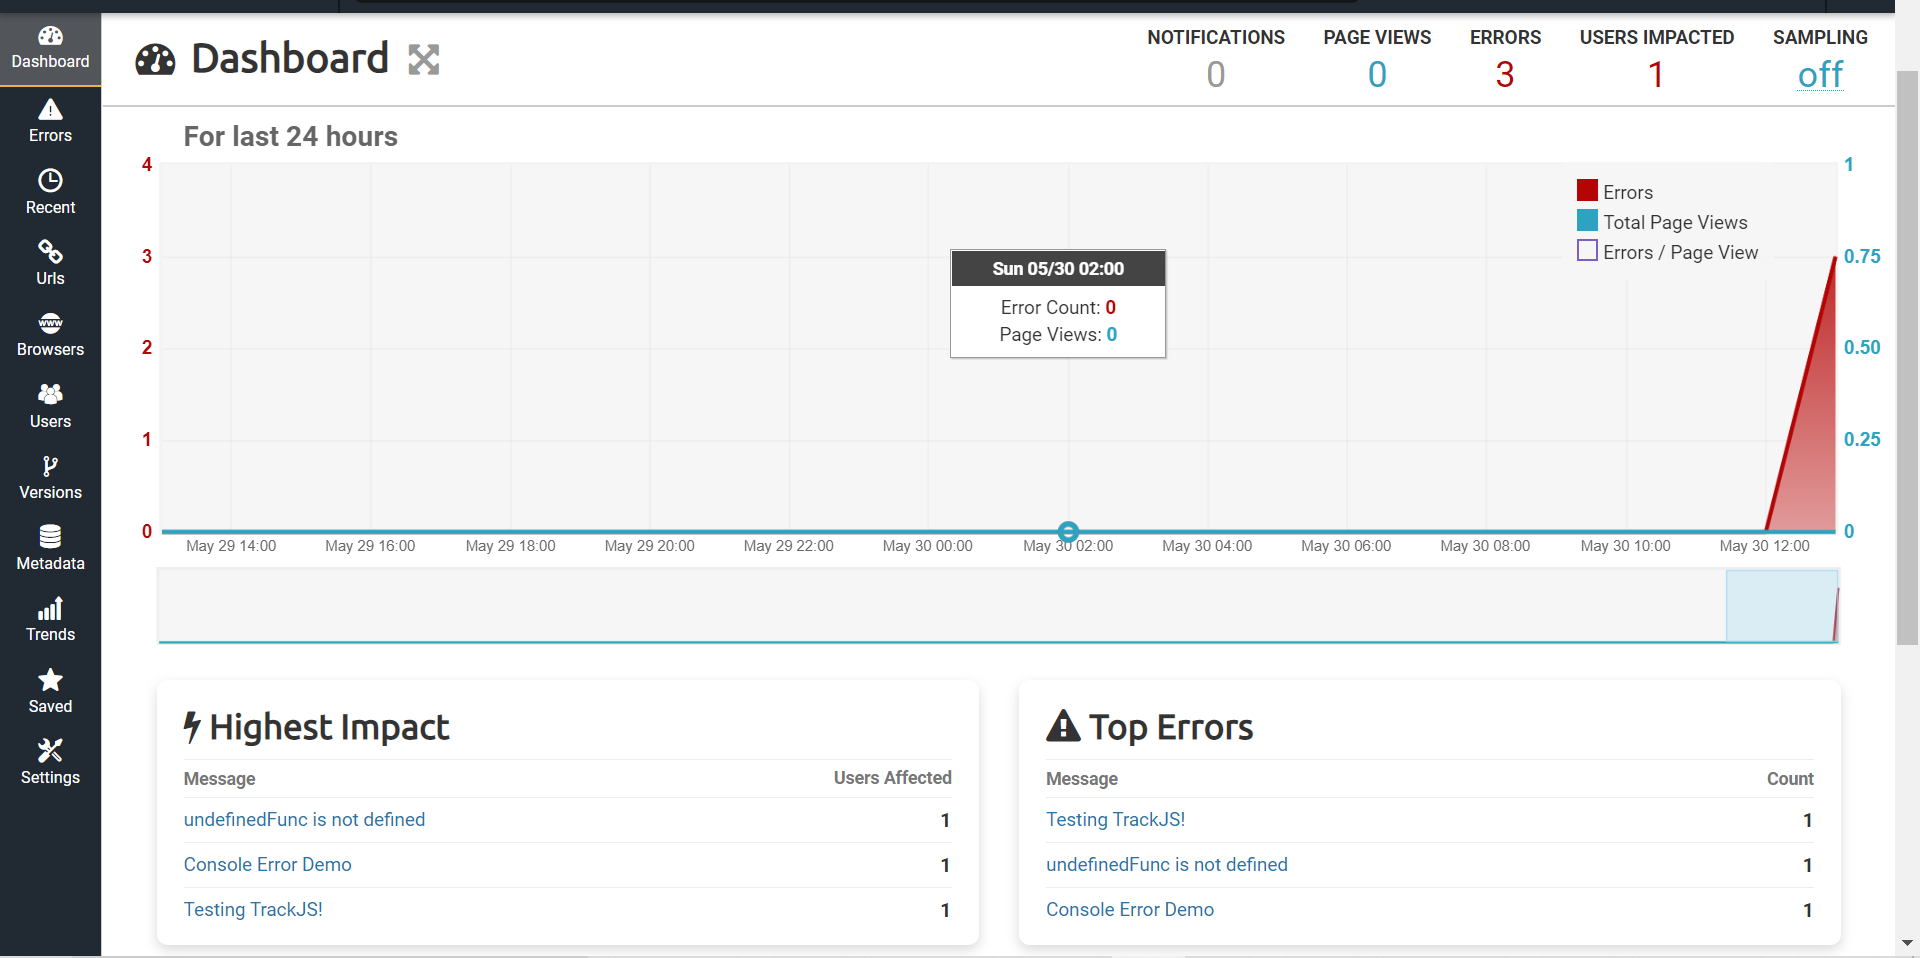 Dashboard
Errors
Recent
Urls
www
Browsers
Users
Versions
Metadata
Trends
Saved
Settings
Dashboard
NOTIFICATIONS
0
PAGE VIEWS
0
ERRORS
3
USERS IMPACTED
1
SAMPLING
off
For last 24 hours
4
3
2
1
0
1
0.75
0.50
0.25
0
Errors
Total Page Views
Errors / Page View
Sun 05/30 02:00
Error Count: 0
Page Views: 0
May 29 14:00 May 29 16:00 May 29 18:00 May 29 20:00 May 29 22:00 May 30 00:00 May 30 02:00 May 30 04:00 May 30 06:00 May 30 08:00 May 30 10:00 May 30 12:00
Highest Impact
Message Users Affected
undefinedFunc is not defined 1
Console Error Demo 1
Testing TrackJS! 1
Top Errors
Message Count
Testing TrackJS! 1
undefinedFunc is not defined 1
Console Error Demo 1